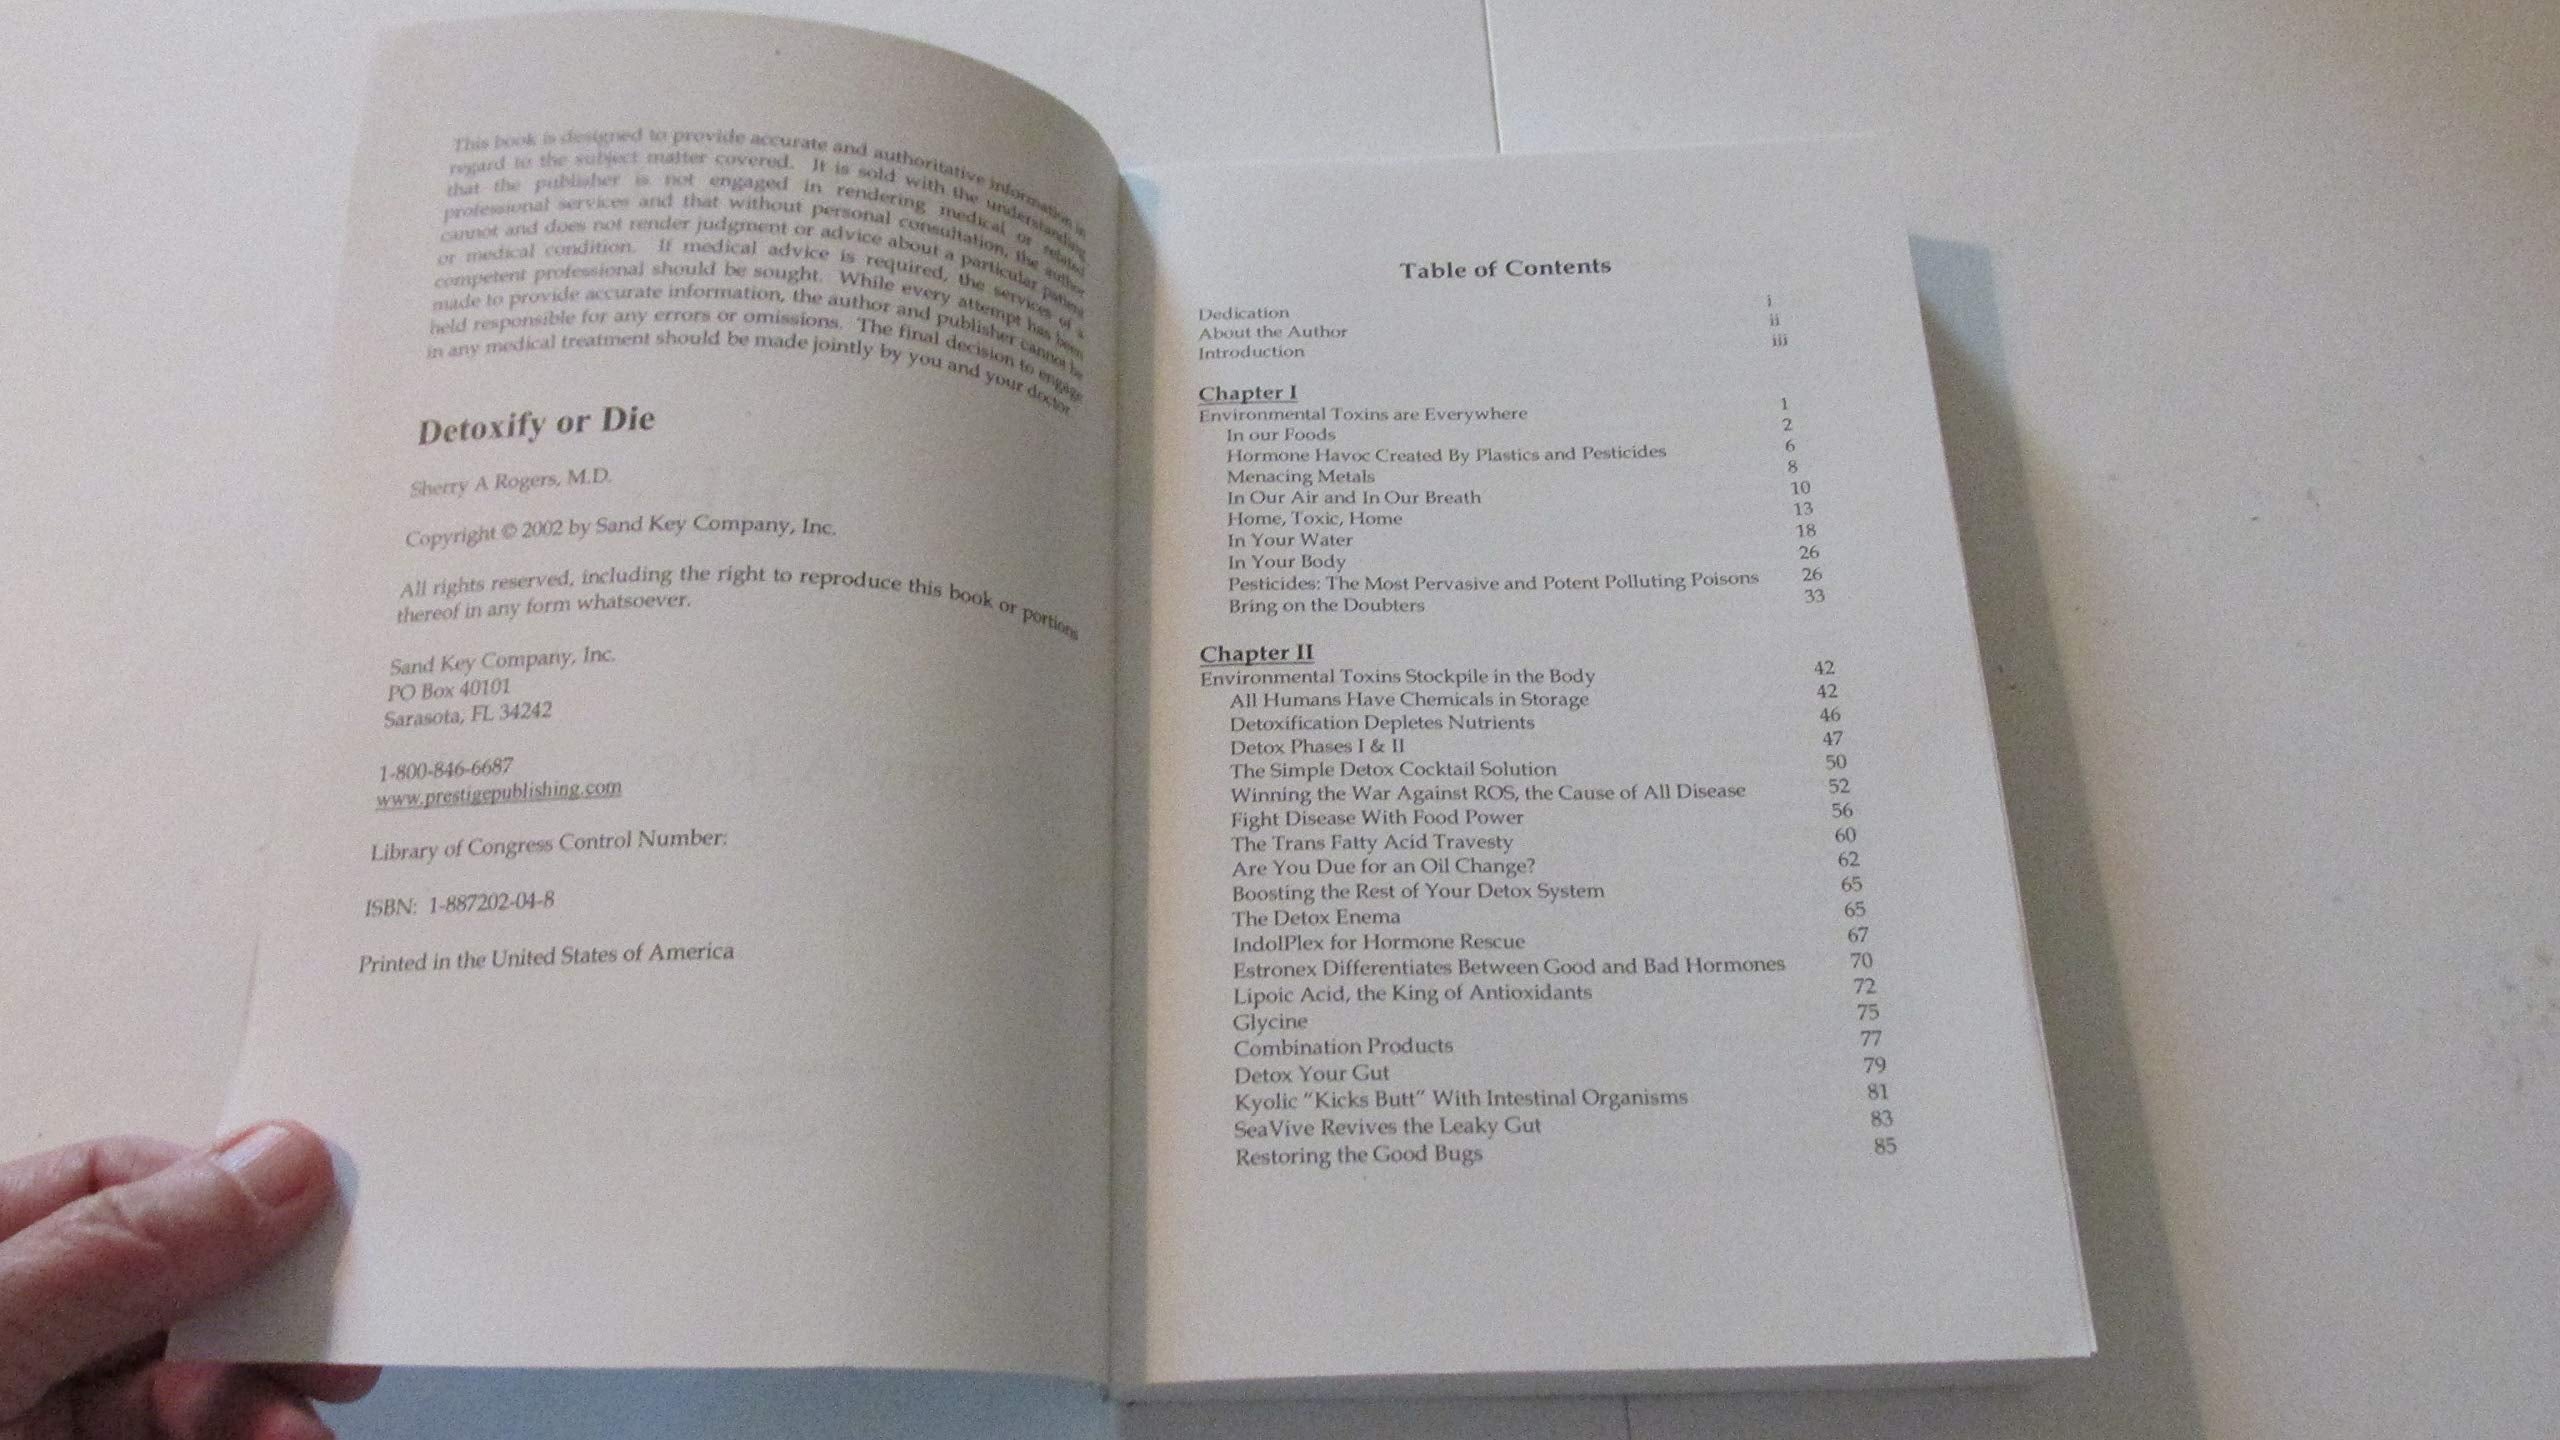 This book is designed to provide accurate and authoritative information in
regard to the subject matter covered. It is sold with the understanding
that the publisher is not engaged in rendering medical or related
professional services and that without personal consultation, the author
cannot and does not render judgment or advice about a particular patient
or medical condition. If medical advice is required, the services of a
competent professional should be sought. While every attempt has been
made to provide accurate information, the author and publisher cannot be
held responsible for any errors or omissions. The final decision to engage
in any medical treatment should be made jointly by you and your doctor.
Detoxify or Die
Sherry A Rogers, M.D.
Copyright © 2002 by Sand Key Company, Inc.
All rights reserved, including the right to reproduce this book or portions
thereof in any form whatsoever.
Sand Key Company, Inc.
PO Box 40101
Sarasota, FL 34242
1-800-846-6687
www.prestigepublishing.com
Library of Congress Control Number:
ISBN: 1-887202-04-8
Printed in the United States of America
Table of Contents
Dedication i
About the Author ii
Introduction iii
Chapter I
Environmental Toxins are Everywhere 1
In our Foods 2
Hormone Havoc Created By Plastics and Pesticides 6
Menacing Metals 8
In Our Air and In Our Breath 10
Home, Toxic, Home 13
In Your Water 18
In Your Body 26
Pesticides: The Most Pervasive and Potent Polluting Poisons 26
Bring on the Doubters 33
Chapter II
Environmental Toxins Stockpile in the Body 42
All Humans Have Chemicals in Storage 42
Detoxification Depletes Nutrients 46
Detox Phases I & II 47
The Simple Detox Cocktail Solution 50
Winning the War Against ROS, the Cause of All Disease 52
Fight Disease With Food Power 56
The Trans Fatty Acid Travesty 60
Are You Due for an Oil Change? 62
Boosting the Rest of Your Detox System 65
The Detox Enema 65
IndolPlex for Hormone Rescue 67
Estronex Differentiates Between Good and Bad Hormones 70
Lipoic Acid, the King of Antioxidants 72
Glycine 75
Combination Products 77
Detox Your Gut 79
Kyolic "Kicks Butt" With Intestinal Organisms 81
SeaVive Revives the Leaky Gut 83
Restoring the Good Bugs 85